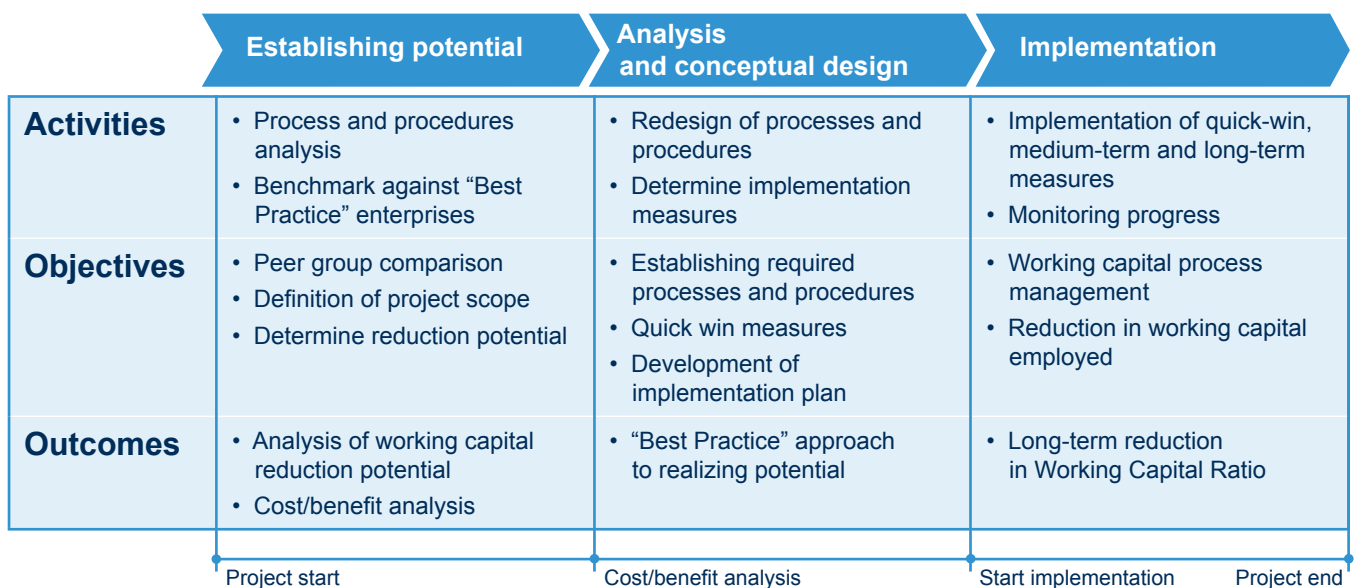 Establishing potential
Analysis
and conceptual design
Implementation
Activities
• Process and procedures
analysis
• Benchmark against “Best
Practice” enterprises
• Redesign of processes and
procedures
• Determine implementation
measures
• Implementation of quick-win,
medium-term and long-term
measures
• Monitoring progress
Objectives
• Peer group comparison
• Definition of project scope
• Determine reduction potential
• Establishing required
processes and procedures
• Quick win measures
• Development of
implementation plan
• Working capital process
management
• Reduction in working capital
employed
Outcomes
• Analysis of working capital
reduction potential
• Cost/benefit analysis
• “Best Practice” approach
to realizing potential
• Long-term reduction
in Working Capital Ratio
Project start
Cost/benefit analysis
Start implementation
Project end